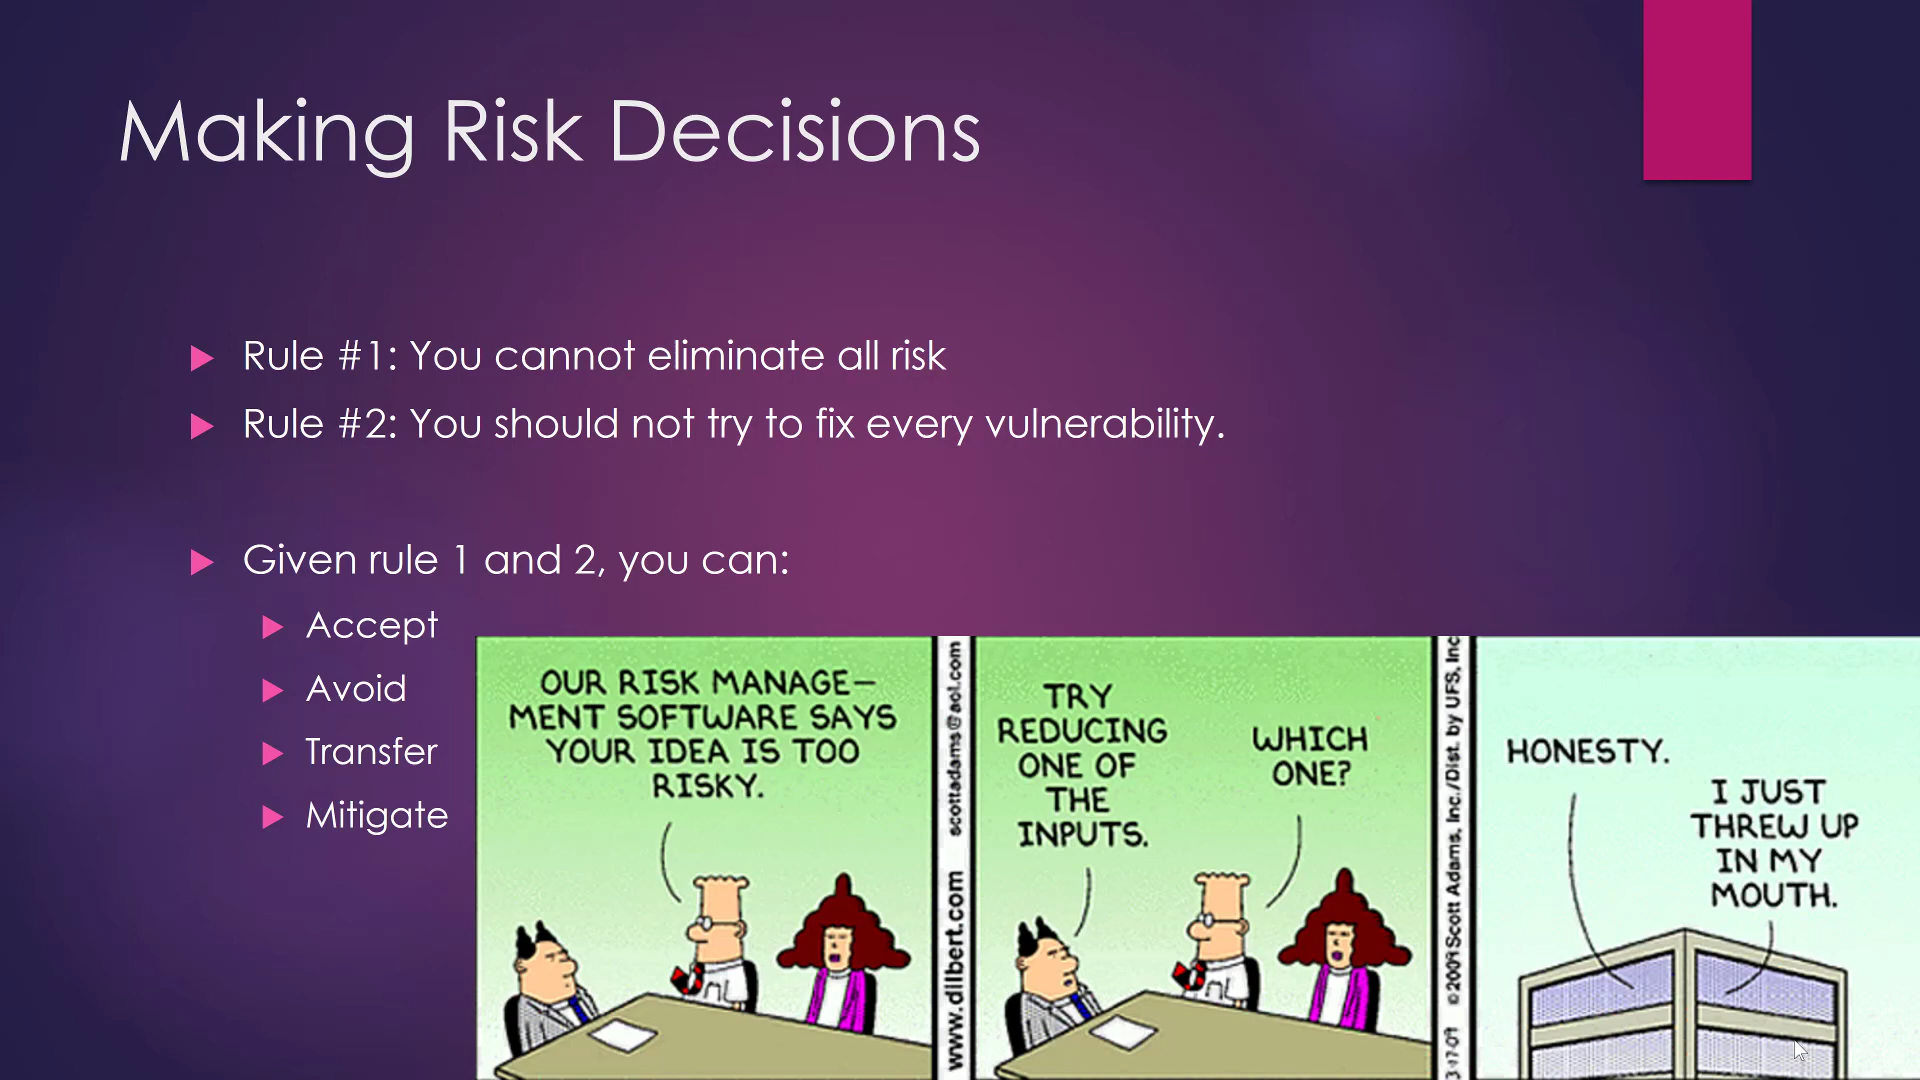 Making Risk Decisions
Rule #1: You cannot eliminate all risk
Rule #2: You should not try to fix every vulnerability.
Given rule 1 and 2, you can:
Accept
Avoid
Transfer
Mitigate
OUR RISK MANAGE-
MENT SOFTWARE SAYS
YOUR IDEA IS TOO
RISKY.
www.dilbert.com scottadams@aol.com
TRY
REDUCING
ONE OF
THE
INPUTS.
WHICH
ONE?
3-17-09 ©2009 Scott Adams, Inc./Dist. by UFS, Inc
HONESTY.
I JUST
THREW UP
IN MY
MOUTH.